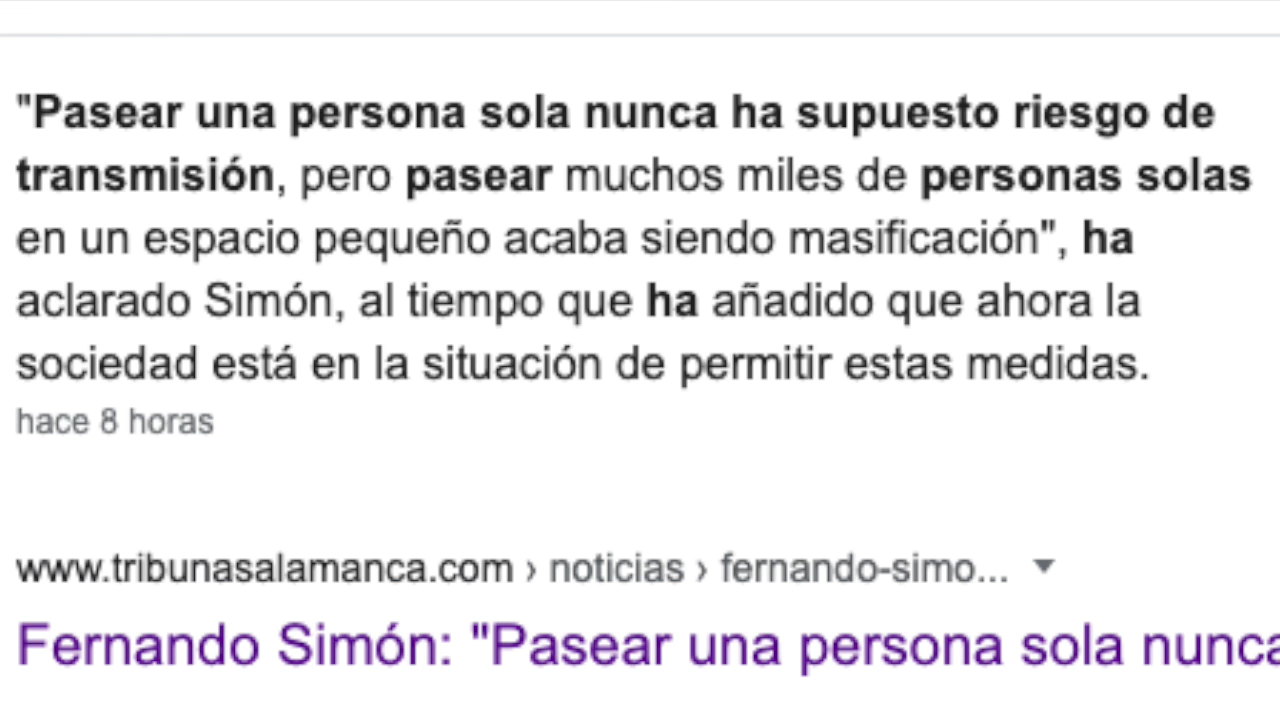 "Pasear una persona sola nunca ha supuesto riesgo de
transmisión, pero pasear muchos miles de personas solas
en un espacio pequeño acaba siendo masificación", ha
aclarado Simón, al tiempo que ha añadido que ahora la
sociedad está en la situación de permitir estas medidas.
hace 8 horas
www.tribunasalamanca.com › noticias › fernando-simo...
Fernando Simón: "Pasear una persona sola nunca